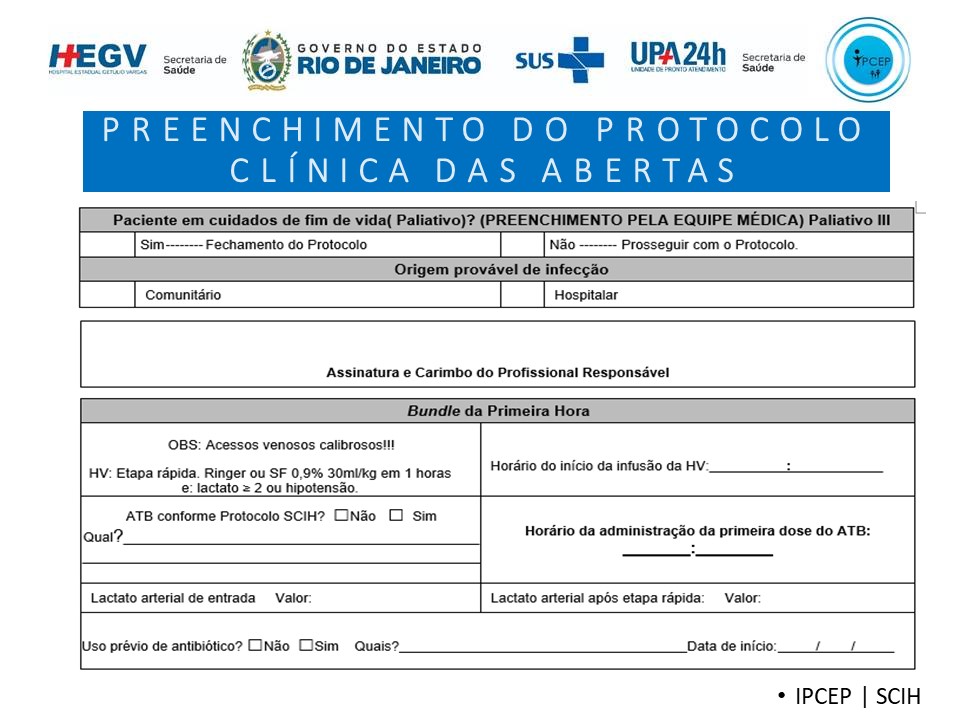 HEGV
HOSPITAL ESTADUAL GETÚLIO VARGAS
Secretaria de
Saúde
GOVERNO DO ESTADO
RIO DE JANEIRO
SUS
UPA24h
UNIDADE DE PRONTO ATENDIMENTO
Secretaria de
Saúde
IPCEP
PREENCHIMENTO DO PROTOCOLO
CLÍNICA DAS ABERTAS
Paciente em cuidados de fim de vida( Paliativo)? (PREENCHIMENTO PELA EQUIPE MÉDICA) Paliativo III
Sim-------- Fechamento do Protocolo
Não -------- Prosseguir com o Protocolo.
Origem provável de infecção
Comunitário
Hospitalar
Assinatura e Carimbo do Profissional Responsável
Bundle da Primeira Hora
OBS: Acessos venosos calibrosos!!!
HV: Etapa rápida. Ringer ou SF 0,9% 30ml/kg em 1 horas
e: lactato ≥ 2 ou hipotensão.
Horário do início da infusão da HV:__________:____________
ATB conforme Protocolo SCIH? ☐Não ☐ Sim
Qual?
Horário da administração da primeira dose do ATB:
_______:________
Lactato arterial de entrada Valor:
Lactato arterial após etapa rápida: Valor:
Uso prévio de antibiótico? ☐Não ☐Sim Quais?____________________Data de início:_____/____/_____
• IPCEP | SCIH